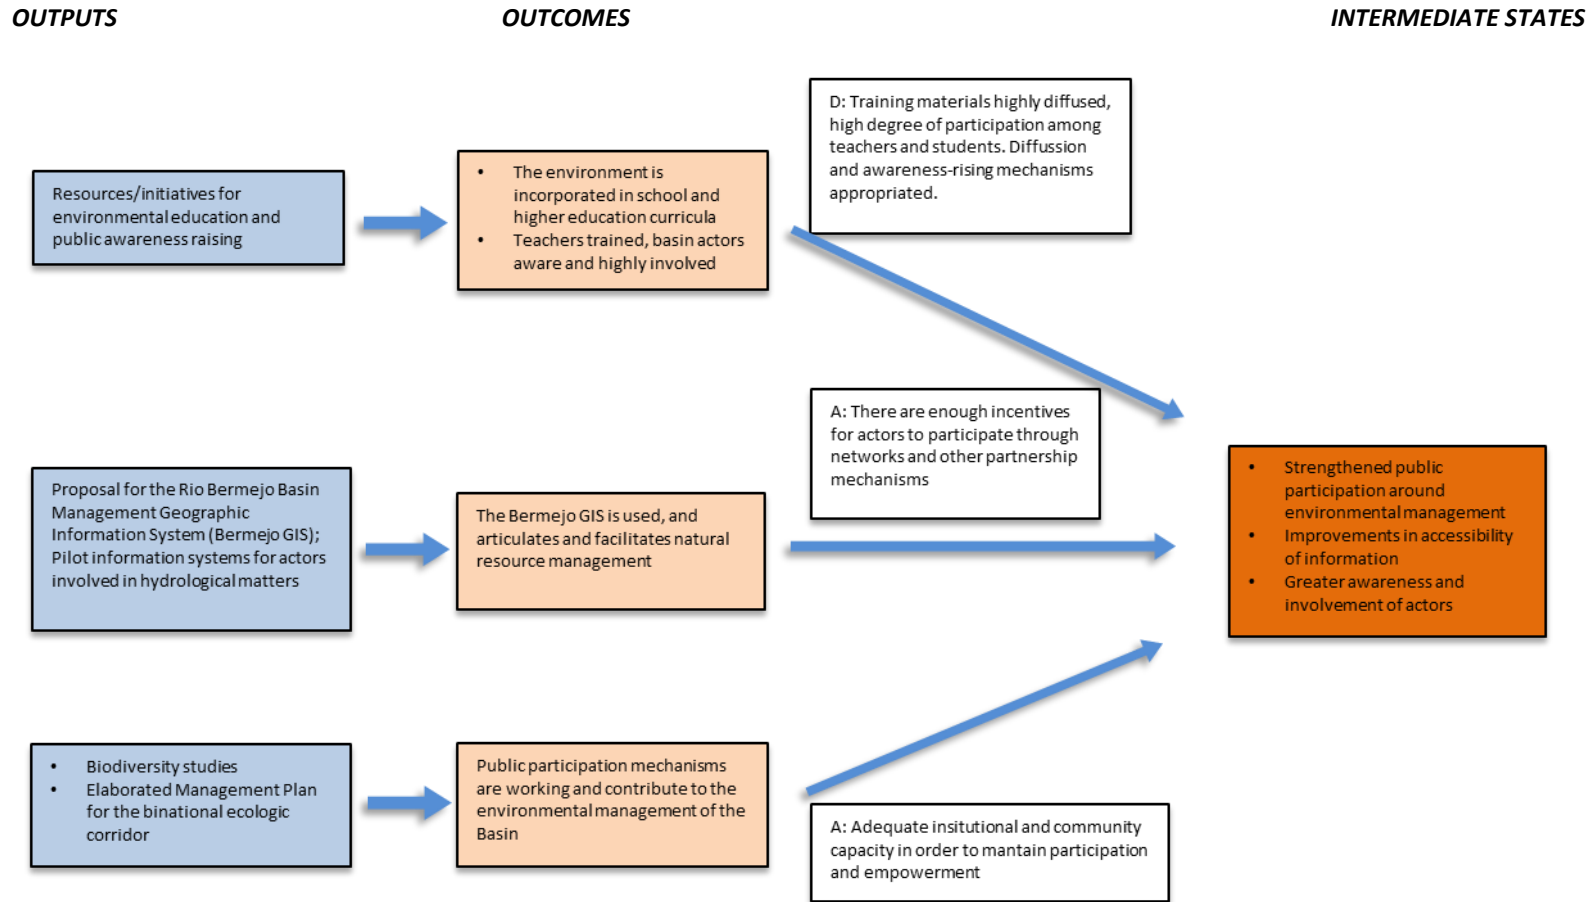 OUTPUTS
OUTCOMES
INTERMEDIATE STATES
D: Training materials highly diffused,
high degree of participation among
teachers and students. Diffussion
and awareness-rising mechanisms
appropriated.
Resources/initiatives for
environmental education and
public awareness raising
• The environment is
incorporated in school and
higher education curricula
• Teachers trained, basin actors
aware and highly involved
A: There are enough incentives
for actors to participate through
networks and other partnership
mechanisms
Proposal for the Rio Bermejo Basin
Management Geographic
Information System (Bermejo GIS);
Pilot information systems for actors
involved in hydrological matters
The Bermejo GIS is used, and
articulates and facilitates natural
resource management
• Strengthened public
participation around
environmental management
• Improvements in accessibility
of information
• Greater awareness and
involvement of actors
• Biodiversity studies
• Elaborated Management Plan
for the binational ecologic
corridor
Public participation mechanisms
are working and contribute to the
environmental management of the
Basin
A: Adequate insitutional and community
capacity in order to mantain participation
and empowerment